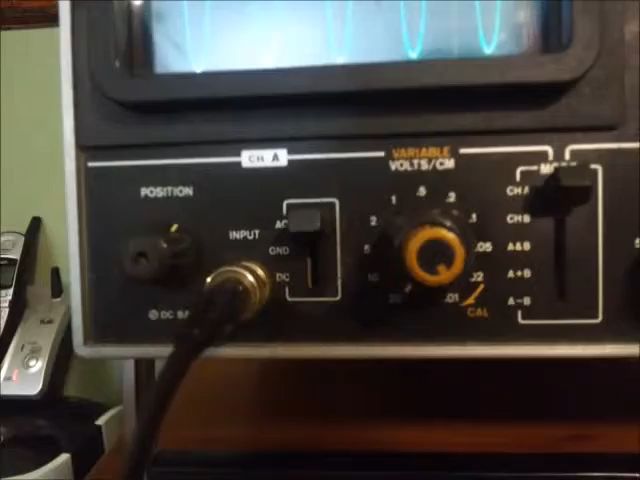 CH A
POSITION
INPUT
AC
GND
DC
VARIABLE
VOLTS/CM
.5
1
.2
2
.1
5
.05
10
.02
20
.01
CAL
MODE
CH A
CH B
A&B
A+B
A-B
DC BAL